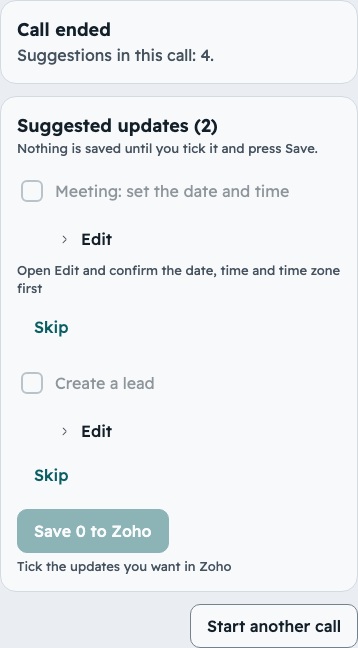 Call ended
Suggestions in this call: 4.
Suggested updates (2)
Nothing is saved until you tick it and press Save.
Meeting: set the date and time
Edit
Open Edit and confirm the date, time and time zone
first
Skip
Create a lead
Edit
Skip
Save 0 to Zoho
Tick the updates you want in Zoho
Start another call